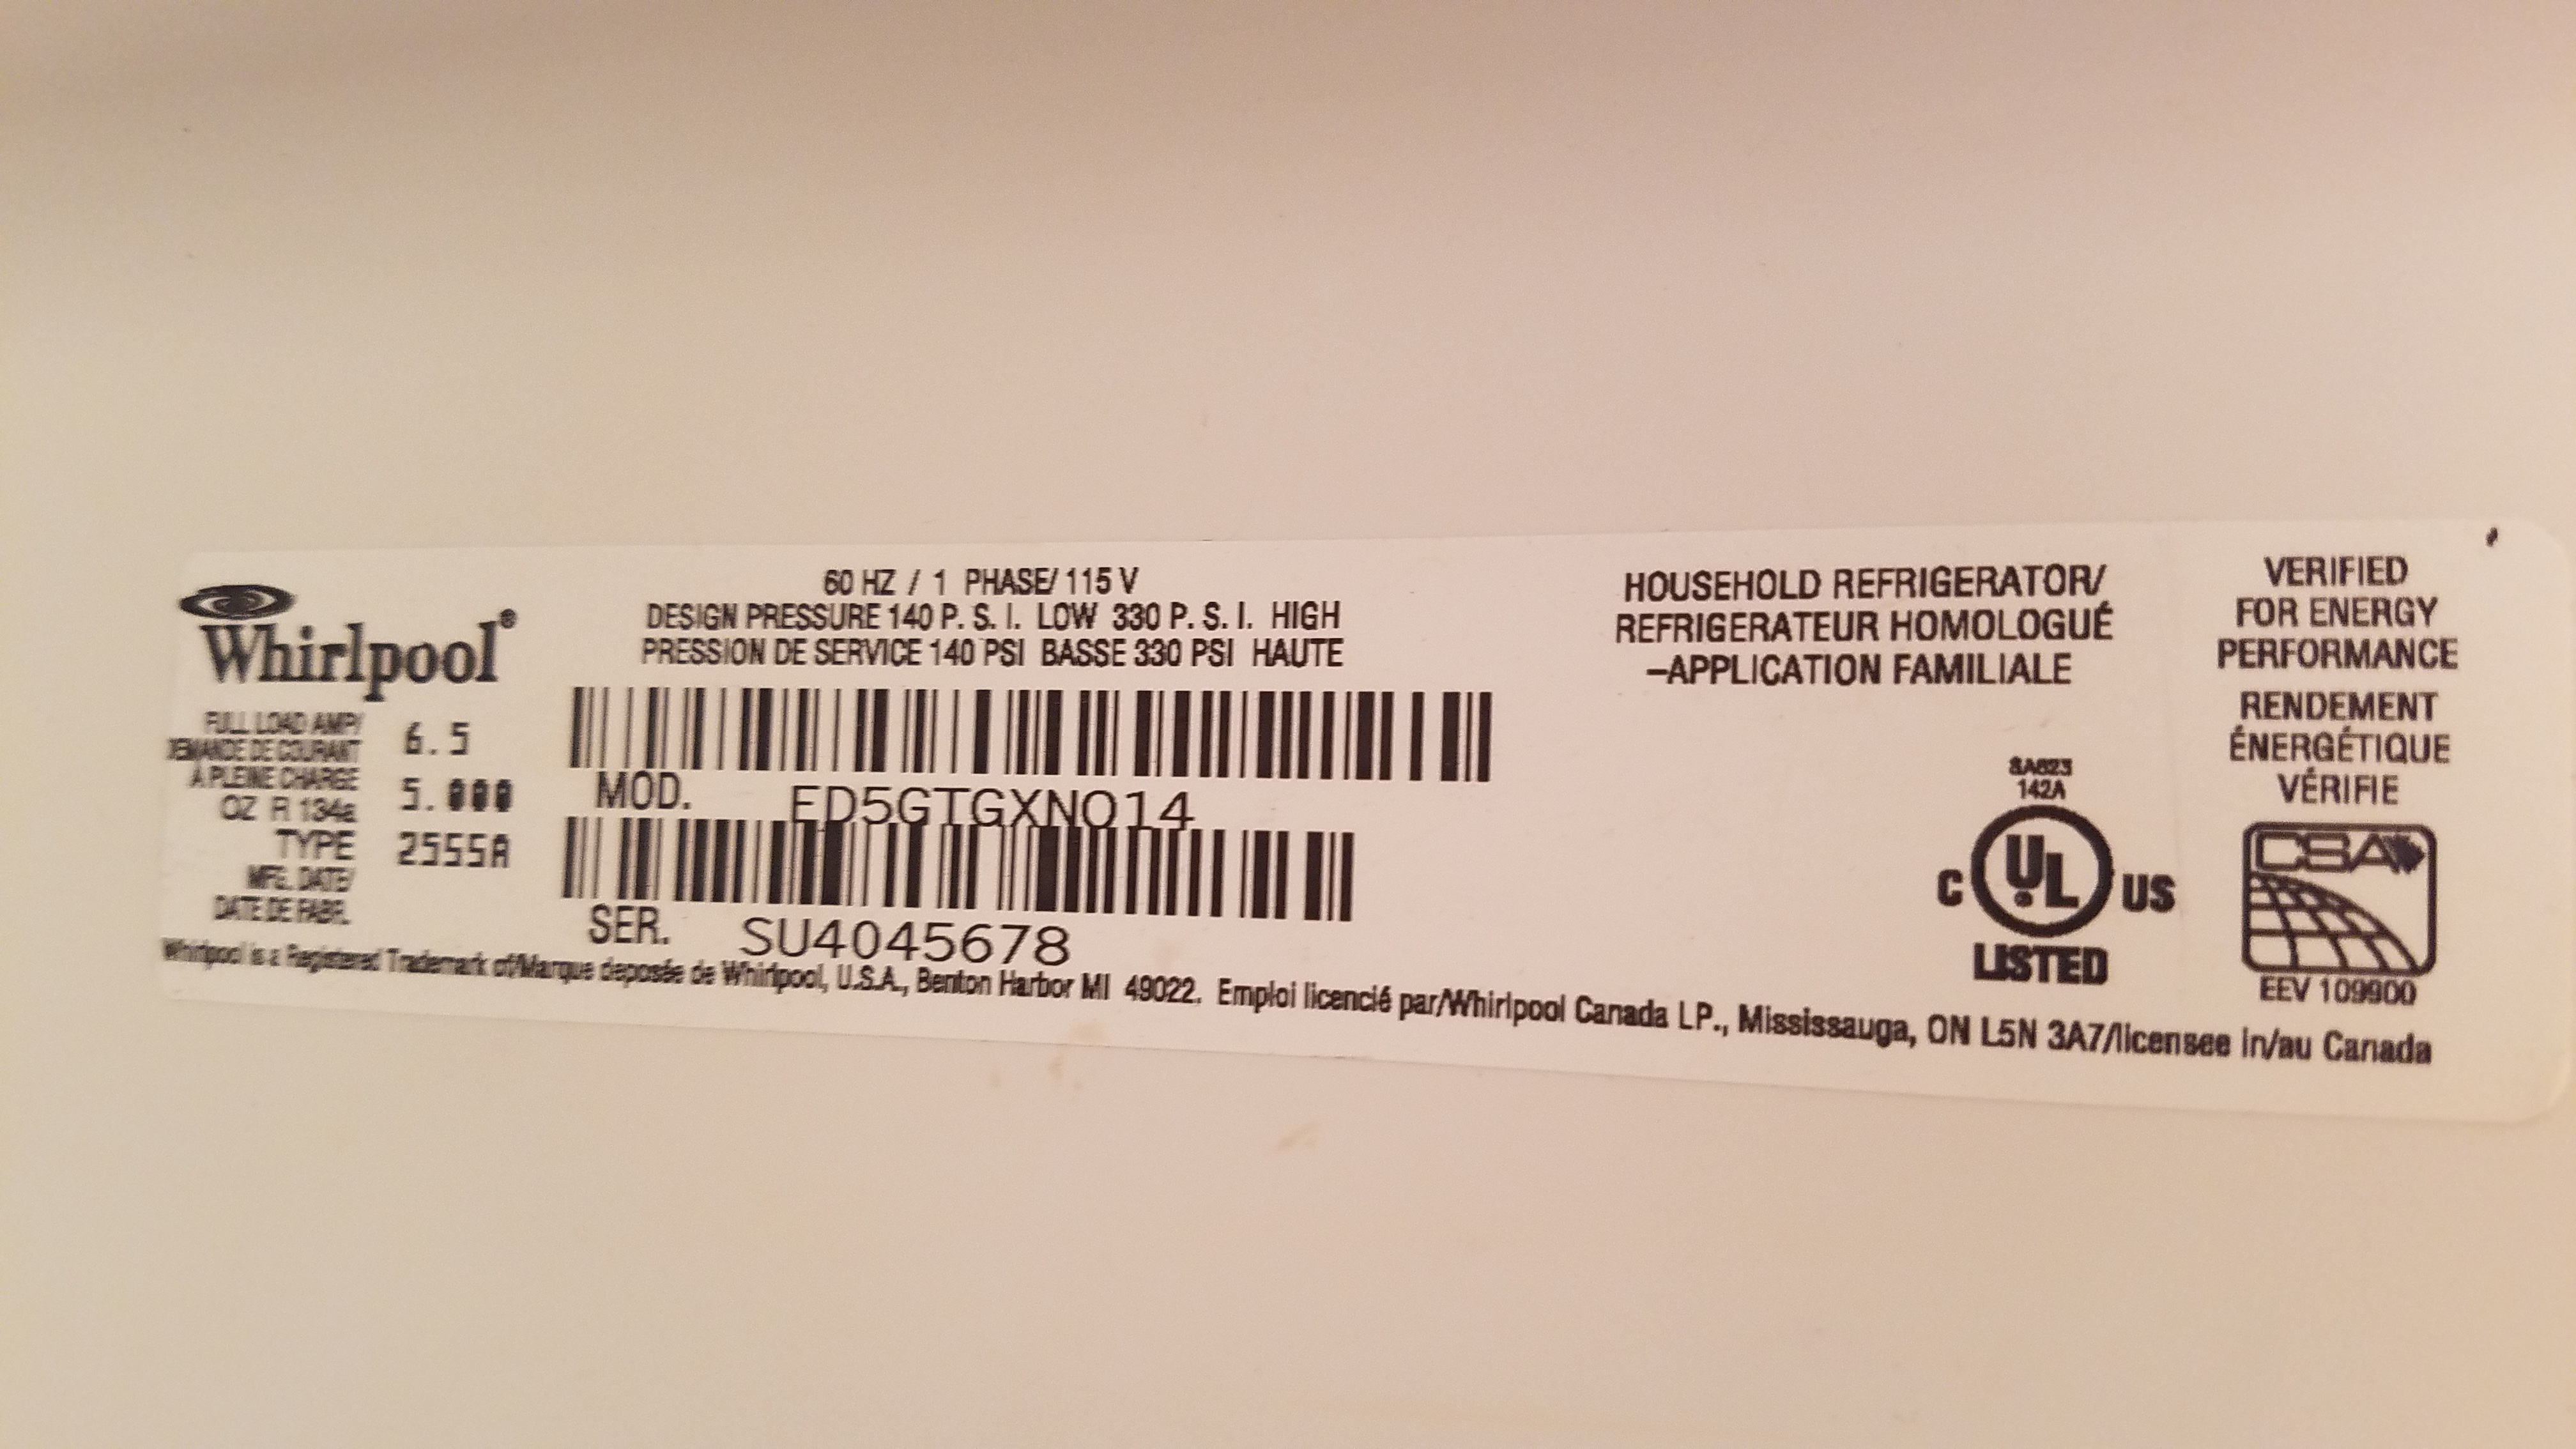 Whirlpool®
60 HZ / 1 PHASE/ 115 V
DESIGN PRESSURE 140 P. S. I. LOW 330 P. S. I. HIGH
PRESSION DE SERVICE 140 PSI BASSE 330 PSI HAUTE
FULL LOAD AMP/
DEMANDE DE COURANT
À PLEINE CHARGE
6.5
OZ R 134a
5.000
TYPE
2555A
MFG. DATE/
DATE DE FABR.
MOD. ED5GTGXNQ14
SER. SU4045678
HOUSEHOLD REFRIGERATOR/
REFRIGERATEUR HOMOLOGUÉ
–APPLICATION FAMILIALE
SA623
142A
C UL US
LISTED
VERIFIED
FOR ENERGY
PERFORMANCE
RENDEMENT
ÉNERGÉTIQUE
VÉRIFIE
CSA
EEV 109900
Whirlpool is a Registered Trademark of/Marque deposée de Whirlpool, U.S.A., Benton Harbor MI 49022. Emploi licencié par/Whirlpool Canada LP., Mississauga, ON L5N 3A7/licensee in/au Canada